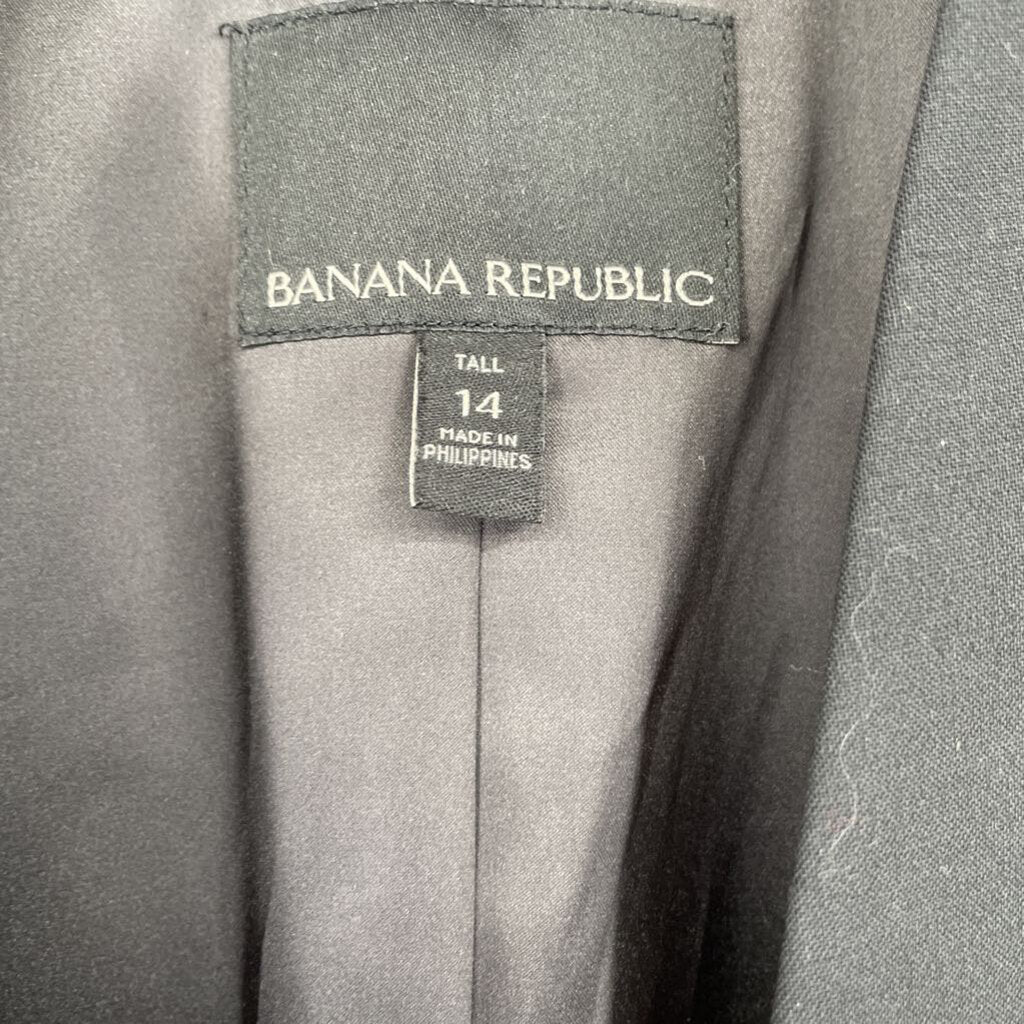 BANANA REPUBLIC
TALL
14
MADE IN
PHILIPPINES